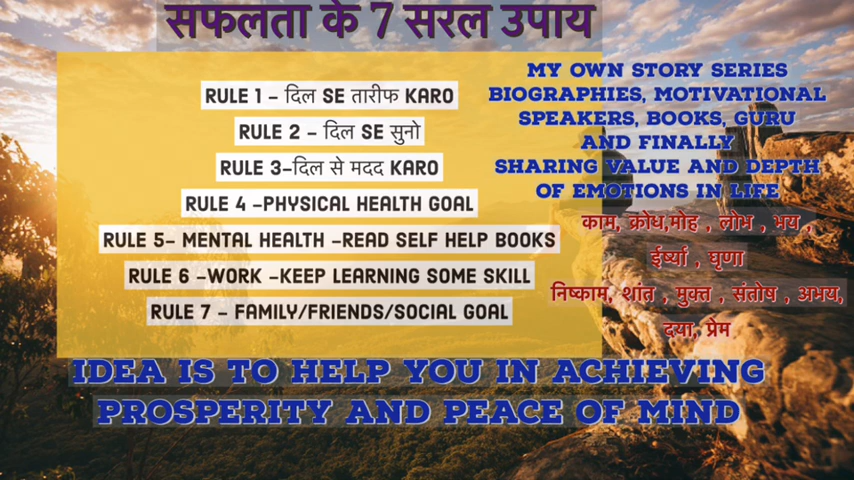 सफलता के 7 सरल उपाय
RULE 1 - दिल SE तारीफ KARO
RULE 2 - दिल SE सुनो
RULE 3-दिल से मदद KARO
RULE 4 -PHYSICAL HEALTH GOAL
RULE 5- MENTAL HEALTH -READ SELF HELP BOOKS
RULE 6 -WORK -KEEP LEARNING SOME SKILL
RULE 7 - FAMILY/FRIENDS/SOCIAL GOAL
MY OWN STORY SERIES
BIOGRAPHIES, MOTIVATIONAL
SPEAKERS, BOOKS, GURU
AND FINALLY
SHARING VALUE AND DEPTH
OF EMOTIONS IN LIFE
काम, क्रोध,मोह , लोभ , भय ,
ईर्ष्या , घृणा
निष्काम, शांत , मुक्त , संतोष , अभय,
दया, प्रेम
IDEA IS TO HELP YOU IN ACHIEVING
PROSPERITY AND PEACE OF MIND